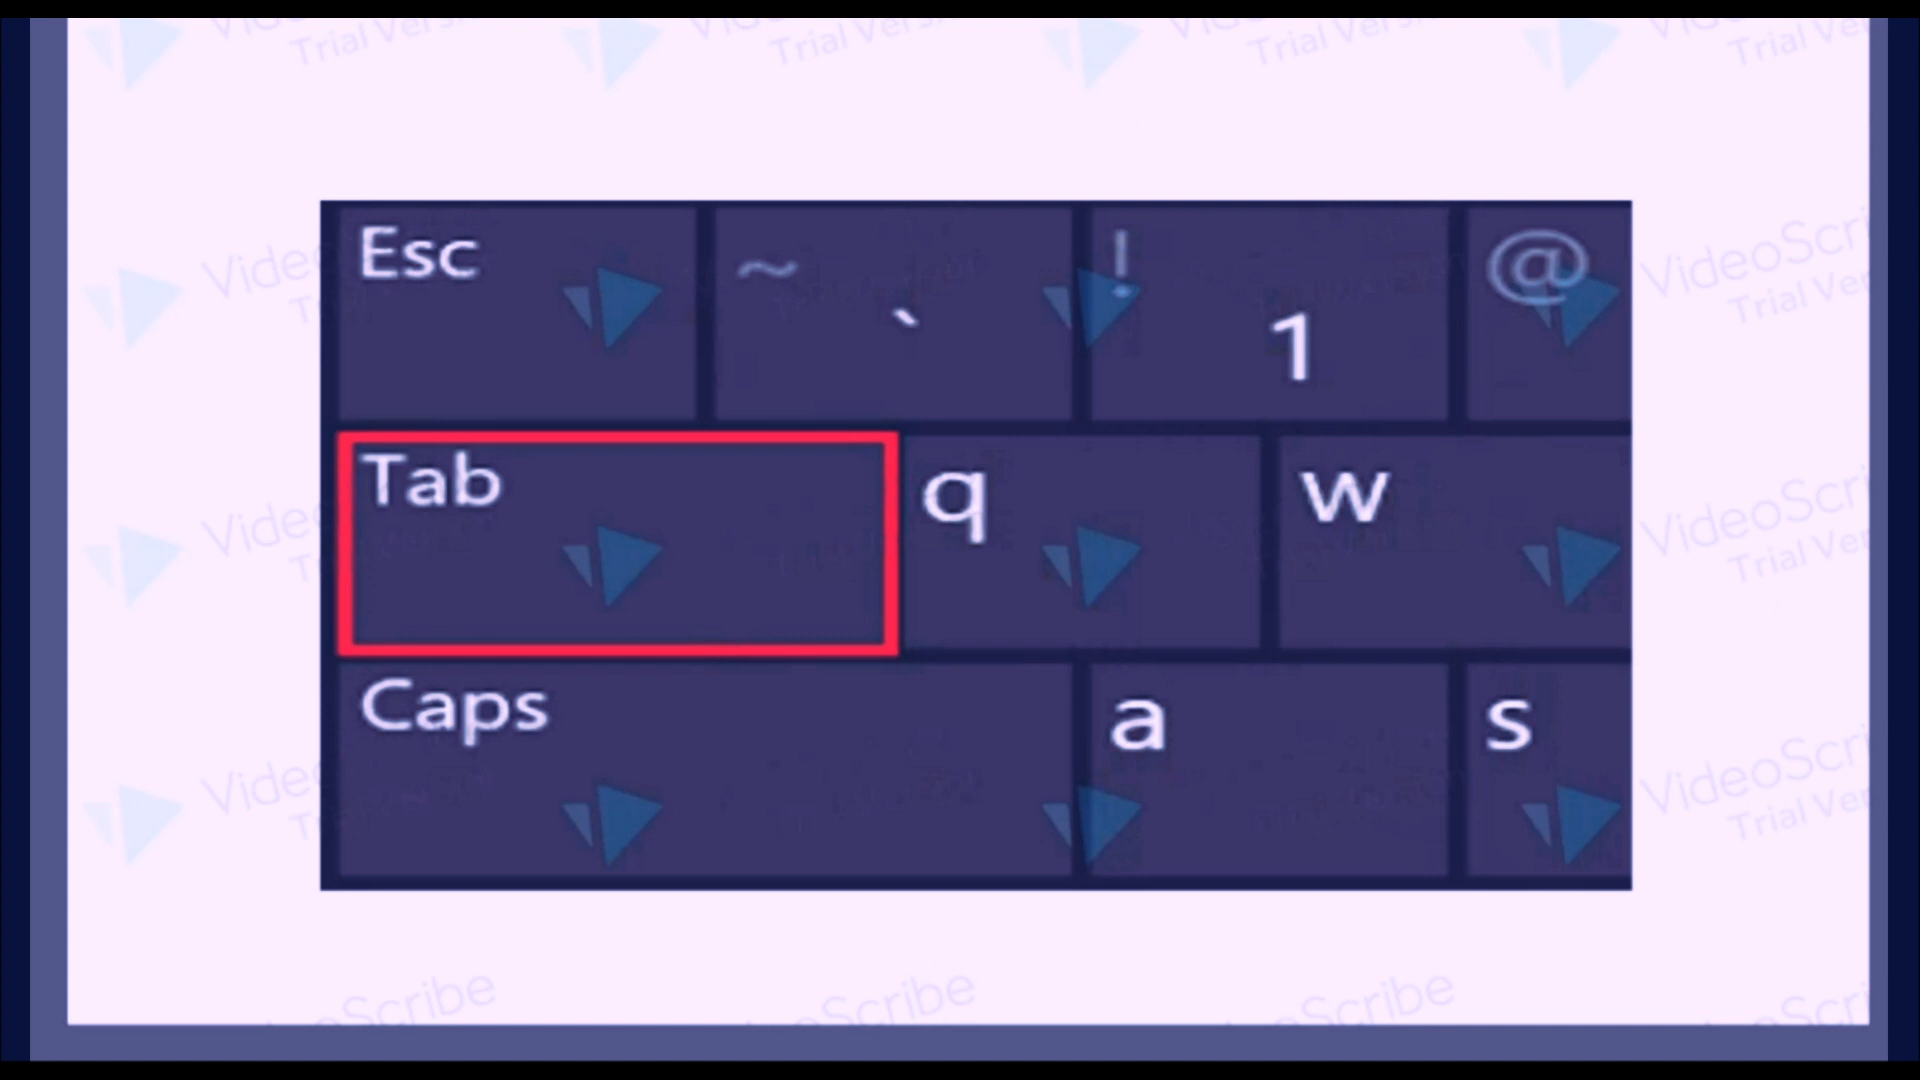 Esc ~ ` ! 1 @
Tab q w
Caps a s
VideoScribe
Trial Version